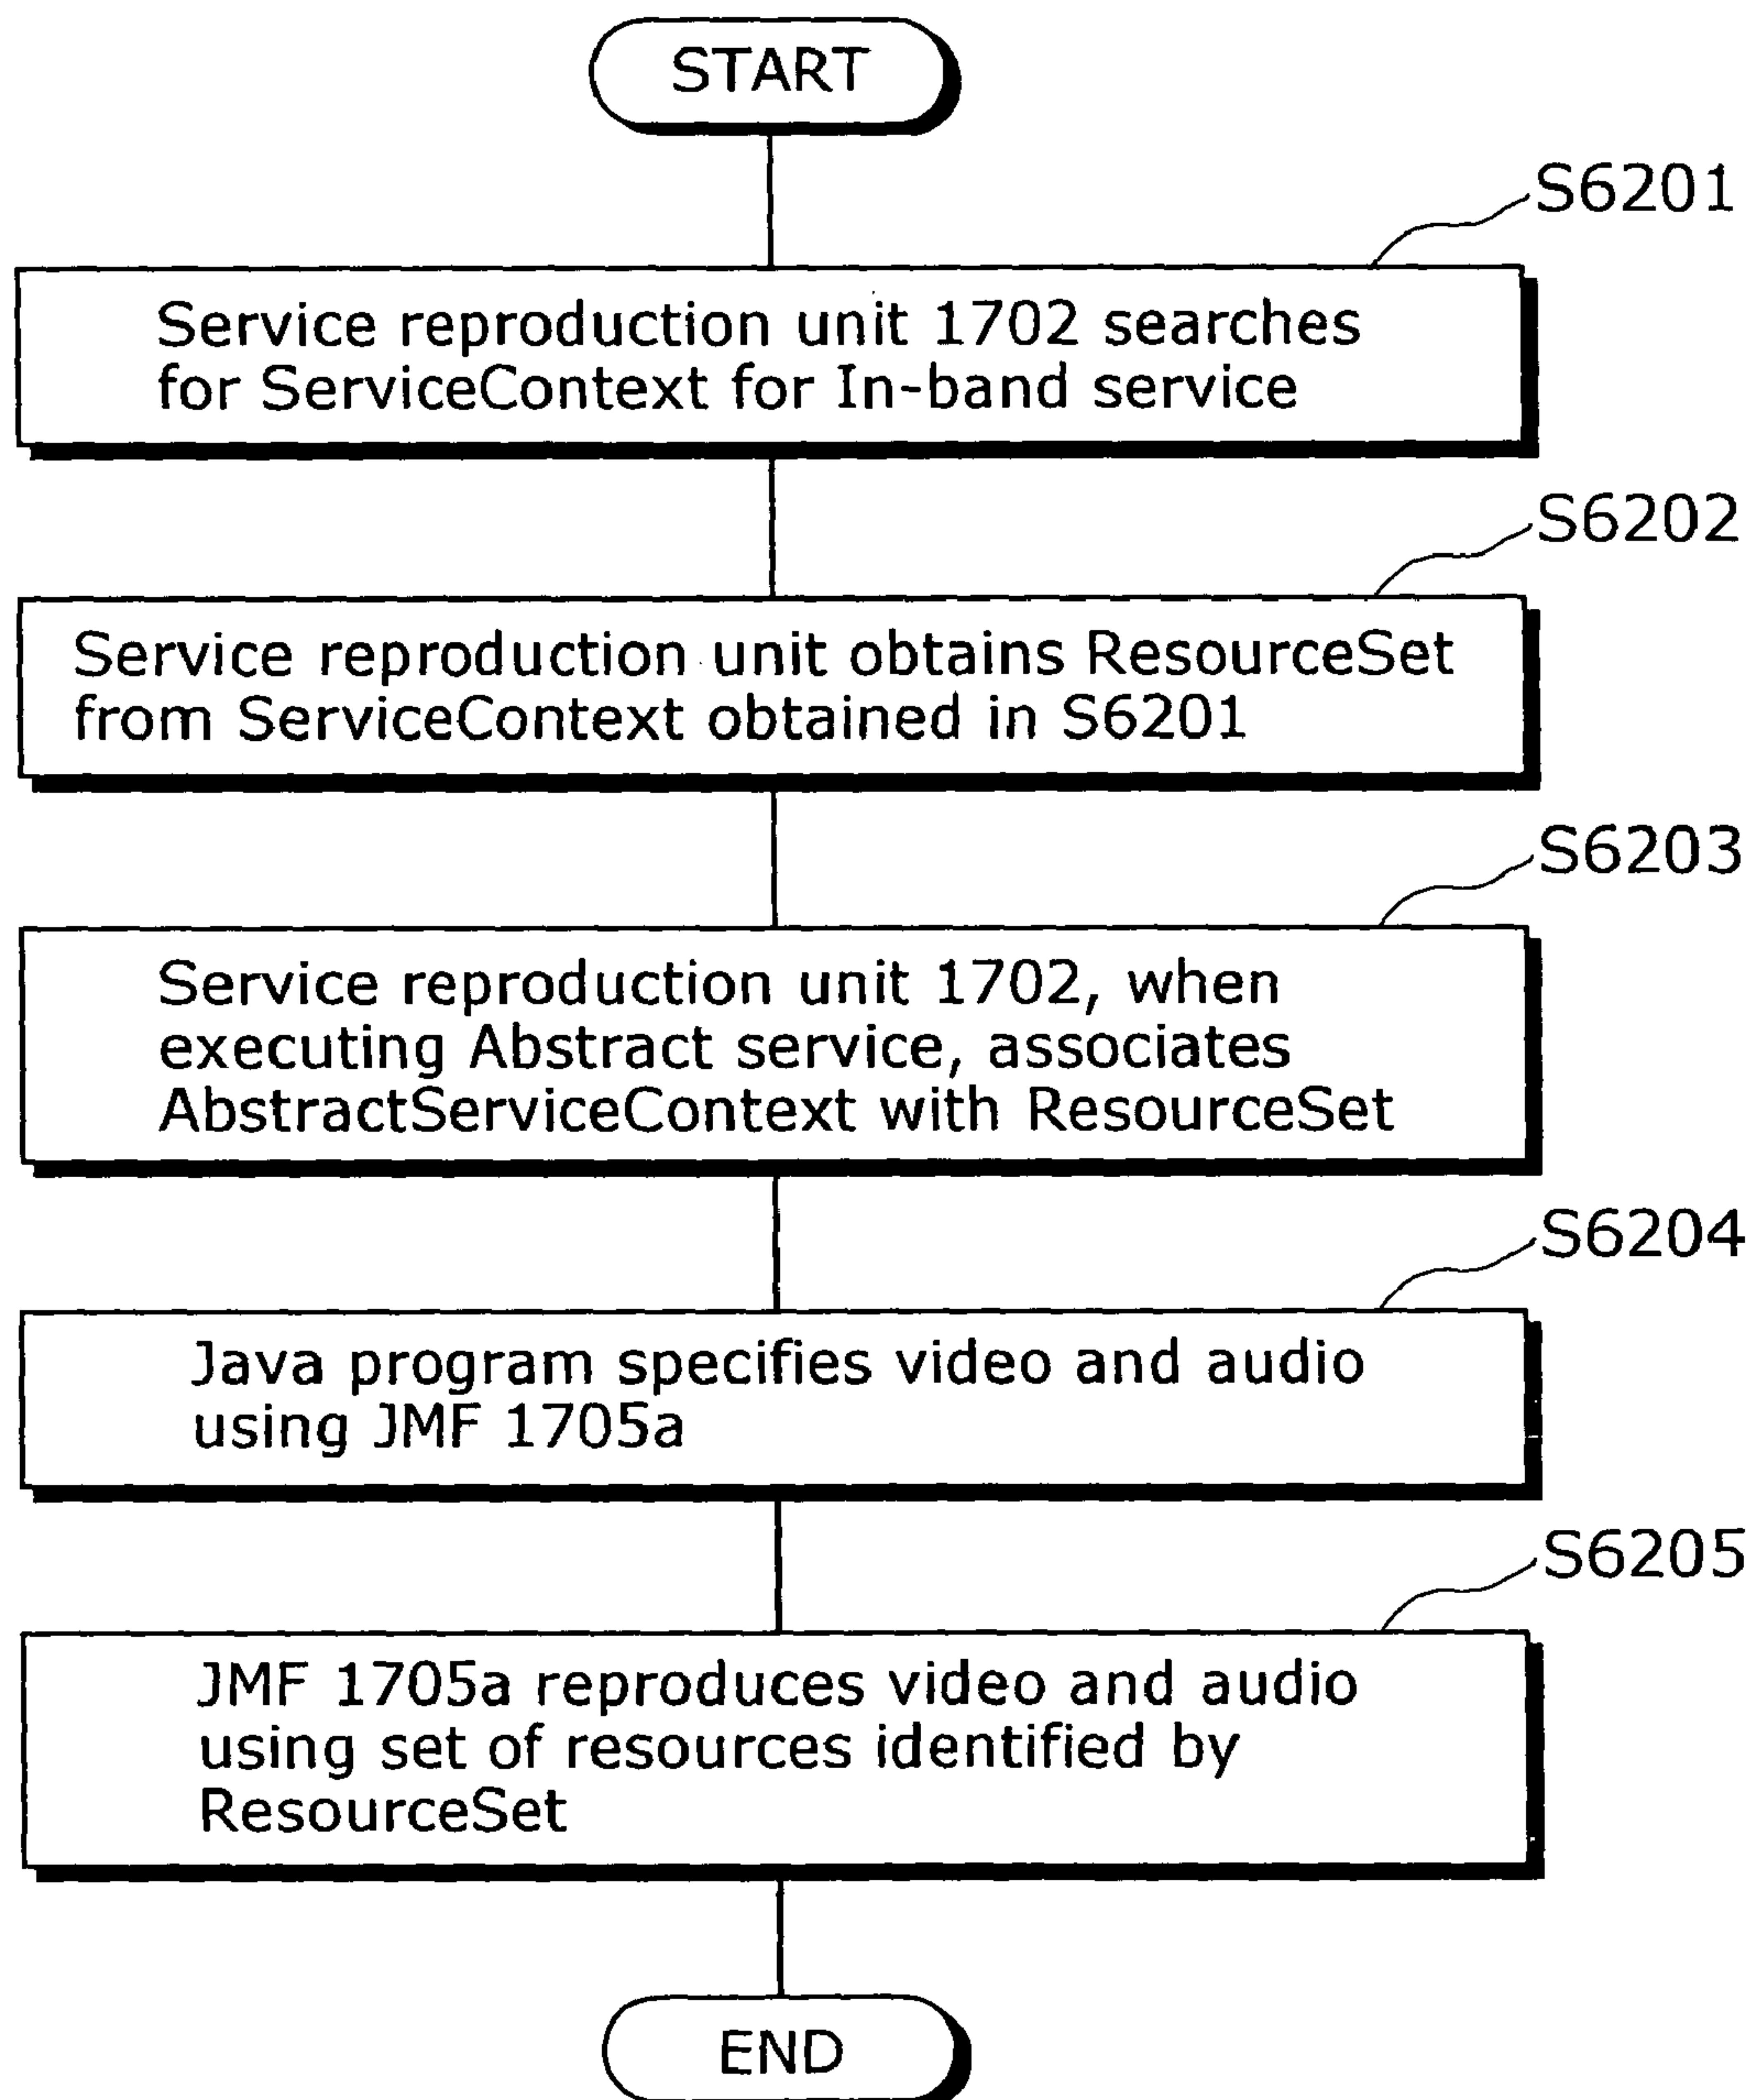 START
S6201
Service reproduction unit 1702 searches
for ServiceContext for In-band service
S6202
Service reproduction unit obtains ResourceSet
from ServiceContext obtained in S6201
S6203
Service reproduction unit 1702, when
executing Abstract service, associates
AbstractServiceContext with ResourceSet
S6204
Java program specifies video and audio
using JMF 1705a
S6205
JMF 1705a reproduces video and audio
using set of resources identified by
ResourceSet
END